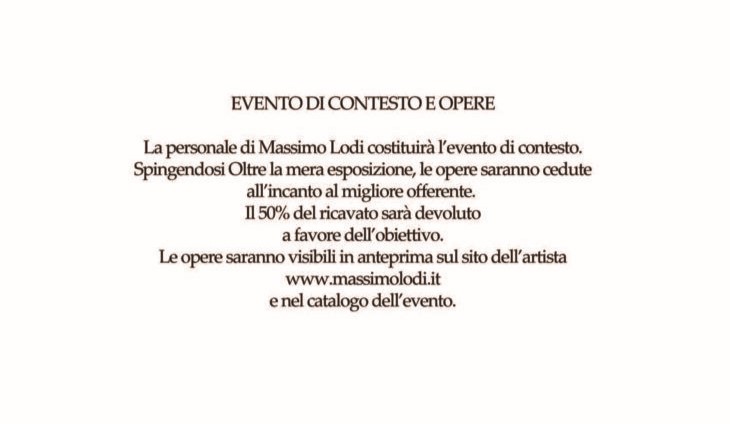 EVENTO DI CONTESTO E OPERE
La personale di Massimo Lodi costituirà l'evento di contesto.
Spingendosi Oltre la mera esposizione, le opere saranno cedute
all'incanto al migliore offerente.
Il 50% del ricavato sarà devoluto
a favore dell'obiettivo.
Le opere saranno visibili in anteprima sul sito dell'artista
www.massimolodi.it
e nel catalogo dell'evento.